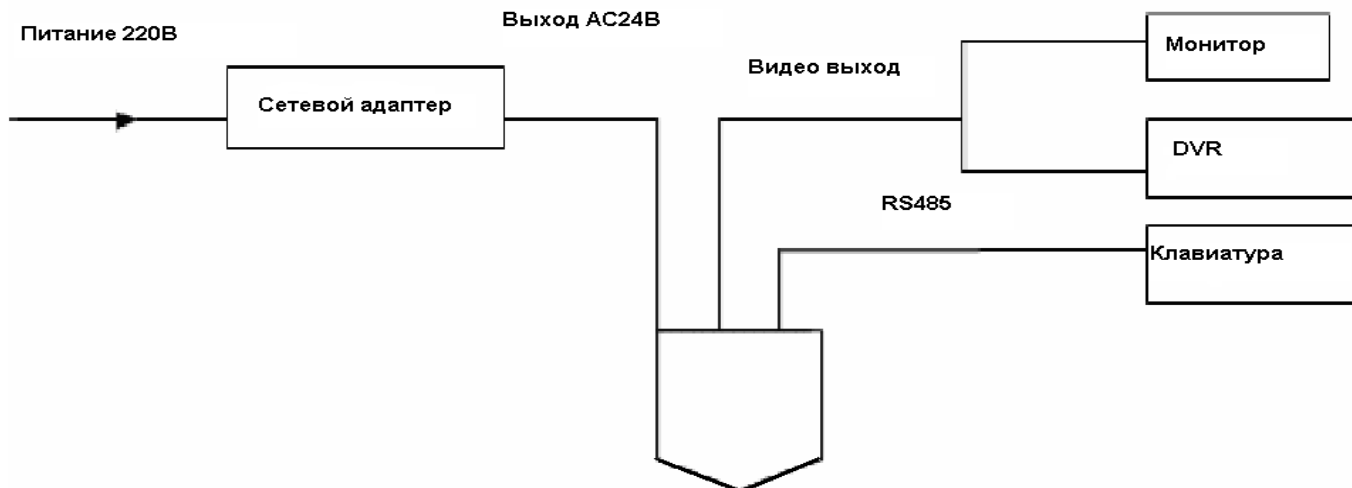 Питание 220В
Выход AC24В
Сетевой адаптер
Видео выход
Монитор
DVR
RS485
Клавиатура